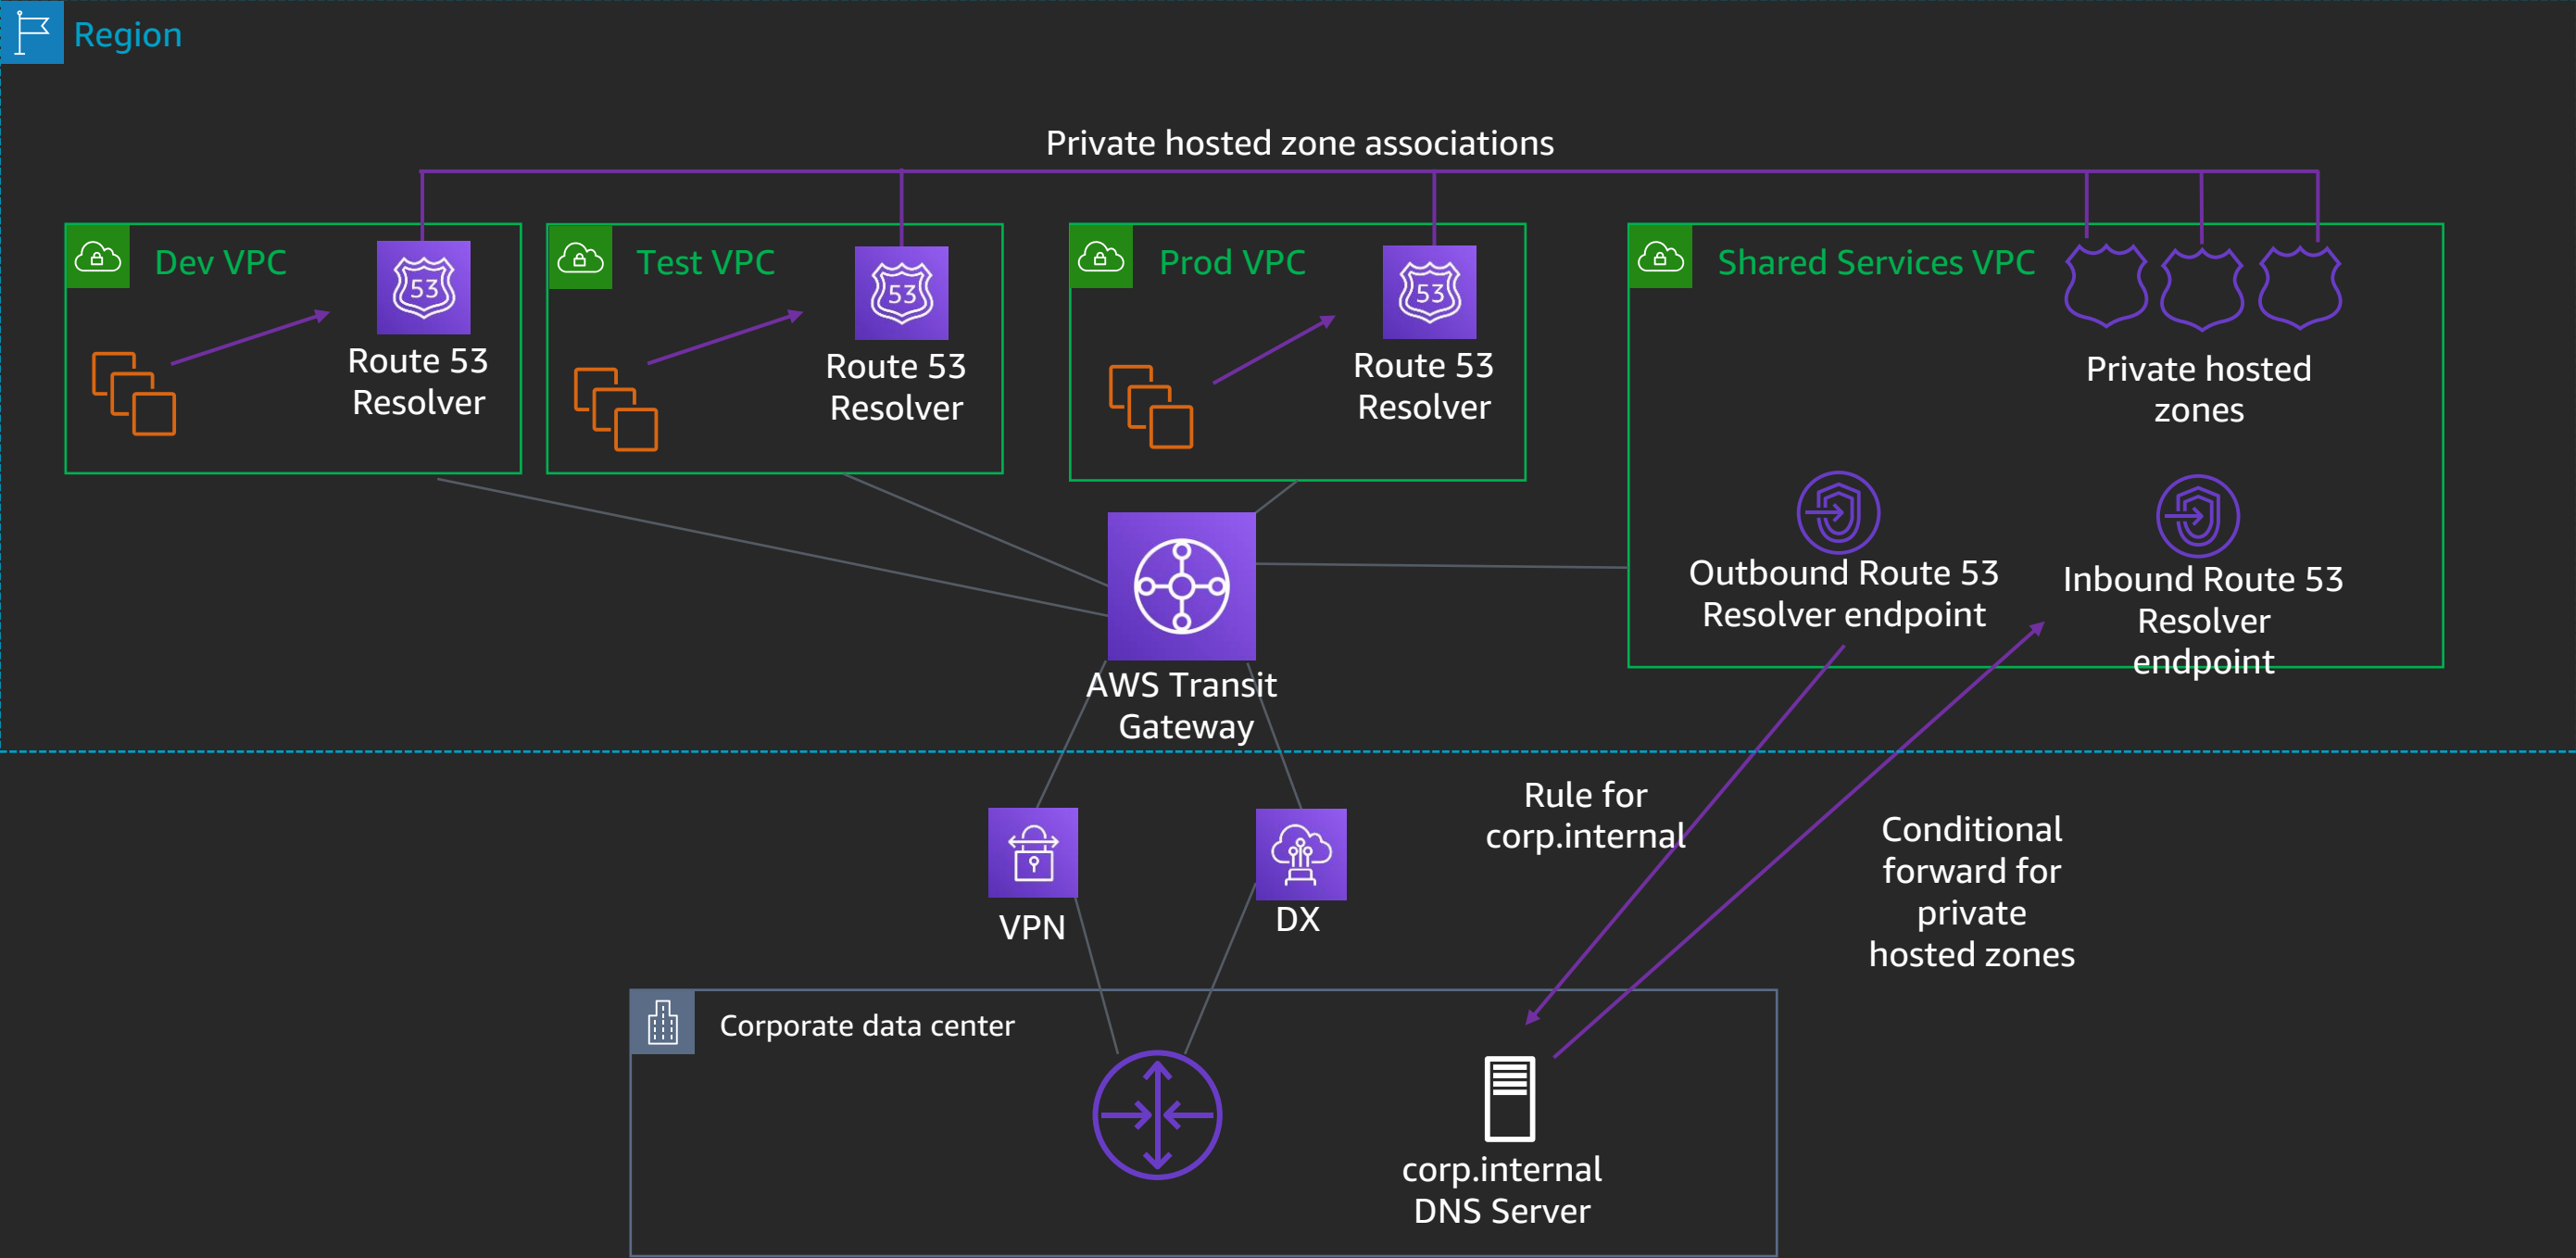 Region
Private hosted zone associations
Dev VPC
53
Route 53
Resolver
Test VPC
53
Route 53
Resolver
Prod VPC
53
Route 53
Resolver
Shared Services VPC
Private hosted
zones
Outbound Route 53
Resolver endpoint
Inbound Route 53
Resolver
endpoint
AWS Transit
Gateway
VPN
DX
Rule for
corp.internal
Conditional
forward for
private
hosted zones
Corporate data center
corp.internal
DNS Server